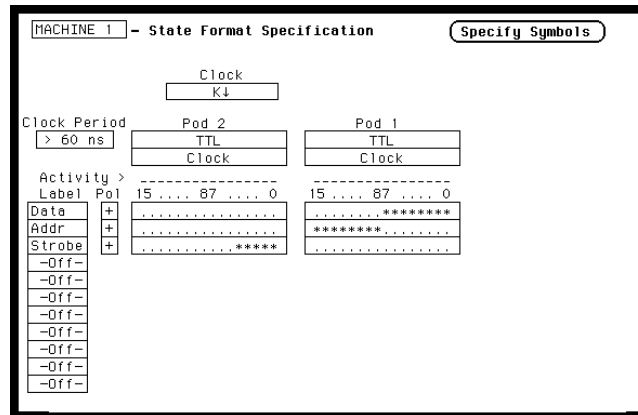 MACHINE 1 – State Format Specification Specify Symbols
Clock
K↓
Clock Period Pod 2 Pod 1
> 60 ns TTL TTL
Clock Clock
Activity > ---------------- ----------------
Label Pol 15 .... 87 .... 0 15 .... 87 .... 0
Data + ................ ........********
Addr + ................ ********........
Strobe + ...........***** ................
-Off-
-Off-
-Off-
-Off-
-Off-
-Off-
-Off-